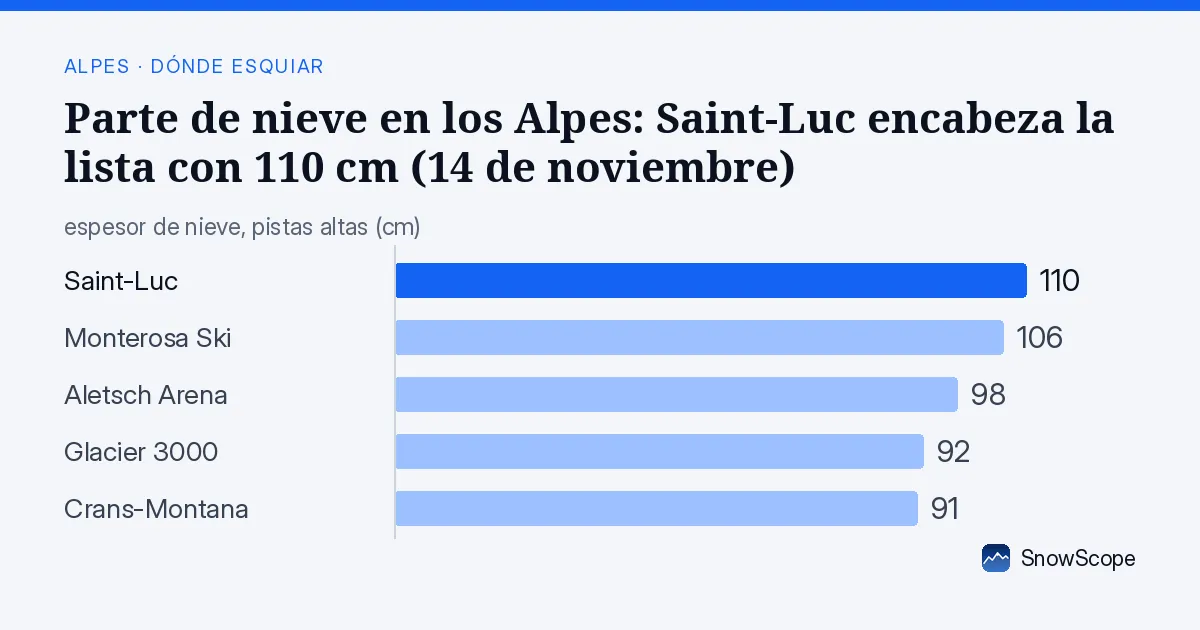 ALPES · DÓNDE ESQUIAR
Parte de nieve en los Alpes: Saint-Luc encabeza la
lista con 110 cm (14 de noviembre)
espesor de nieve, pistas altas (cm)
Saint-Luc 110
Monterosa Ski 106
Aletsch Arena 98
Glacier 3000 92
Crans-Montana 91
SnowScope